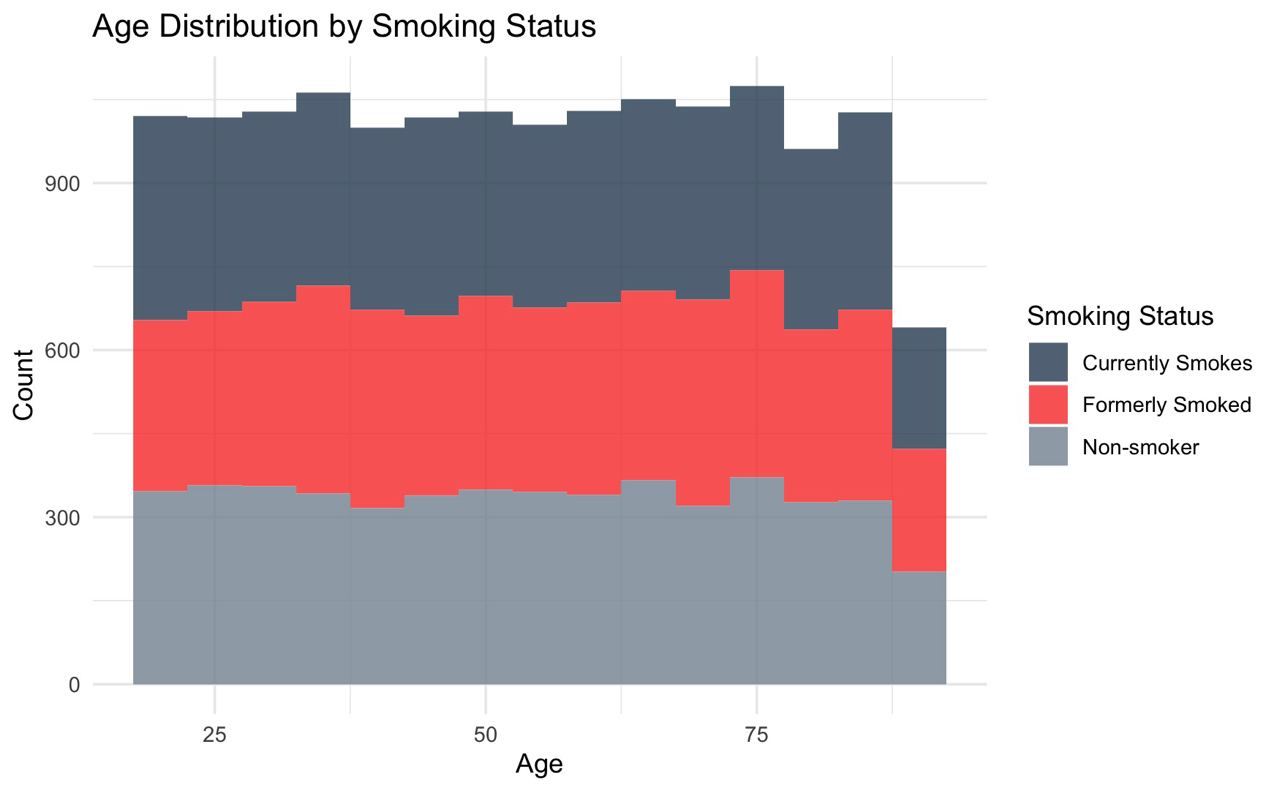 Age Distribution by Smoking Status
Count
900
600
300
0
25 50 75
Age
Smoking Status
Currently Smokes
Formerly Smoked
Non-smoker